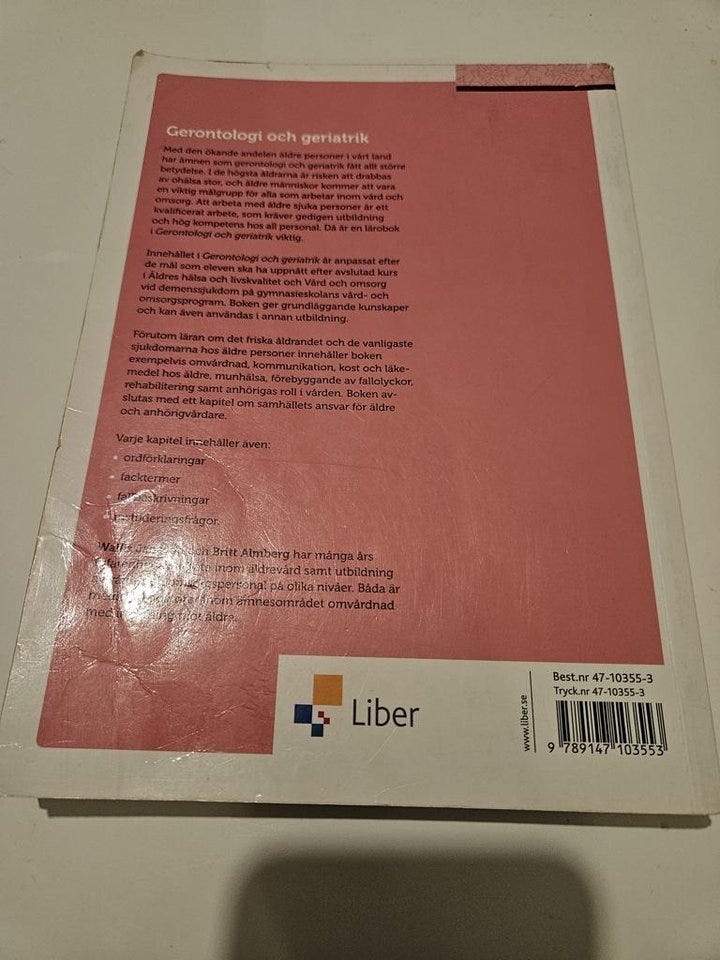 Gerontologi och geriatrik
Med den ökande andelen äldre personer i vårt land
har ämnen som gerontologi och geriatrik fått allt större
betydelse. I de högsta åldrarna är risken att drabbas
av ohälsa stor, och äldre människor kommer att vara
en viktig målgrupp för alla som arbetar inom vård och
omsorg. Att arbeta med äldre sjuka personer är ett
kvalificerat arbete, som kräver gedigen utbildning
och hög kompetens hos all personal. Då är en lärobok
i Gerontologi och geriatrik viktig.
Innehållet i Gerontologi och geriatrik är anpassat efter
de mål som eleven ska ha uppnått efter avslutad kurs
i Äldres hälsa och livskvalitet och Vård och omsorg
vid demenssjukdom på gymnasieskolans vård- och
omsorgsprogram. Boken ger grundläggande kunskaper
och kan även användas i annan utbildning.
Förutom läran om det friska åldrandet och de vanligaste
sjukdomarna hos äldre personer innehåller boken
exempelvis omvårdnad, kommunikation, kost och läke-
medel hos äldre, munhälsa, förebyggande av fallolyckor,
rehabilitering samt anhörigas roll i vården. Boken av-
slutas med ett kapitel om samhällets ansvar för äldre
och anhörigvårdare.
Varje kapitel innehåller även:
• ordförklaringar
• facktermer
• fallbeskrivningar
• instuderingsfrågor.
och Britt Almberg har många års
inom äldrevård samt utbildning
på olika nivåer. Båda är
inom ämnesområdet omvårdnad
med mot äldre.
Liber
www.liber.se
Best.nr 47-10355-3
Tryck.nr 47-10355-3
9 789147 103553